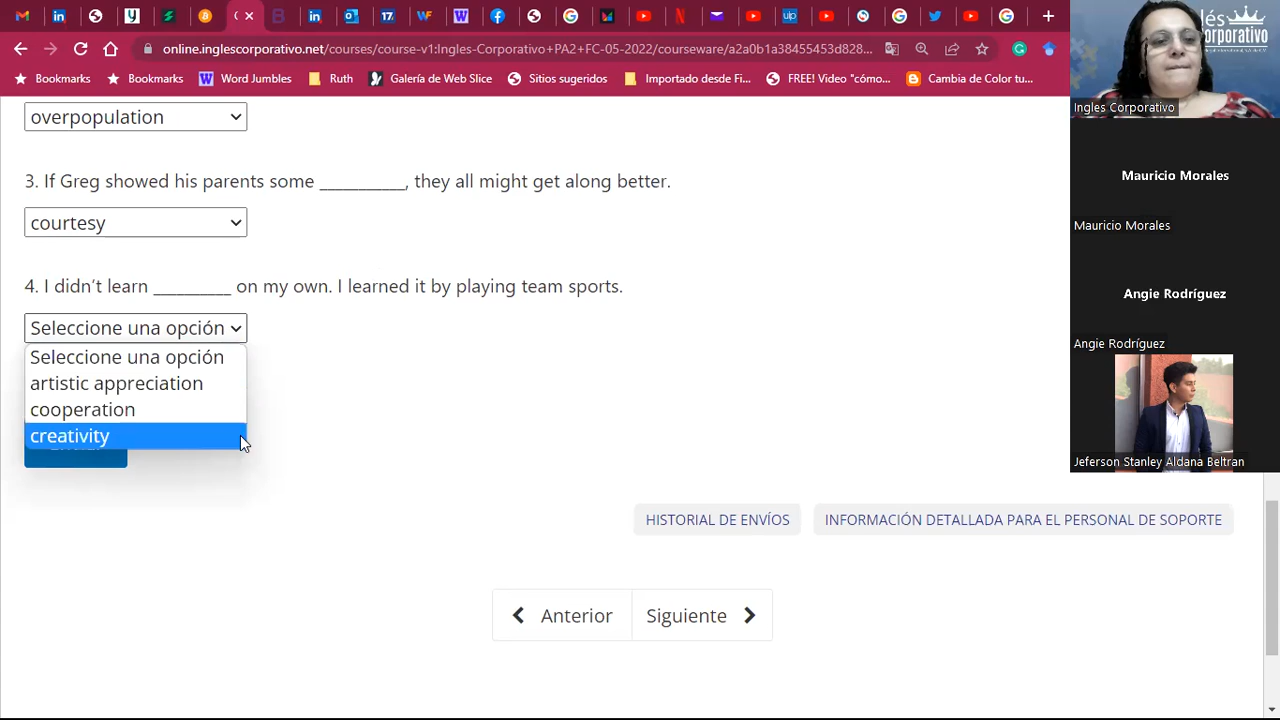 online.inglescorporativo.net/courses/course-v1:Ingles-Corporativo+PA2+FC-05-2022/courseware/a2a0b1a38455453d828...
Bookmarks
Bookmarks
Word Jumbles
Ruth
Galería de Web Slice
Sitios sugeridos
Importado desde Fi...
FREE! Video "cómo...
Cambia de Color tu...
overpopulation
3. If Greg showed his parents some ___________, they all might get along better.
courtesy
4. I didn't learn __________ on my own. I learned it by playing team sports.
Seleccione una opción
Seleccione una opción
artistic appreciation
cooperation
creativity
HISTORIAL DE ENVÍOS
INFORMACIÓN DETALLADA PARA EL PERSONAL DE SOPORTE
Anterior
Siguiente
Ingles Corporativo
Mauricio Morales
Mauricio Morales
Angie Rodríguez
Angie Rodríguez
Jeferson Stanley Aldana Beltran